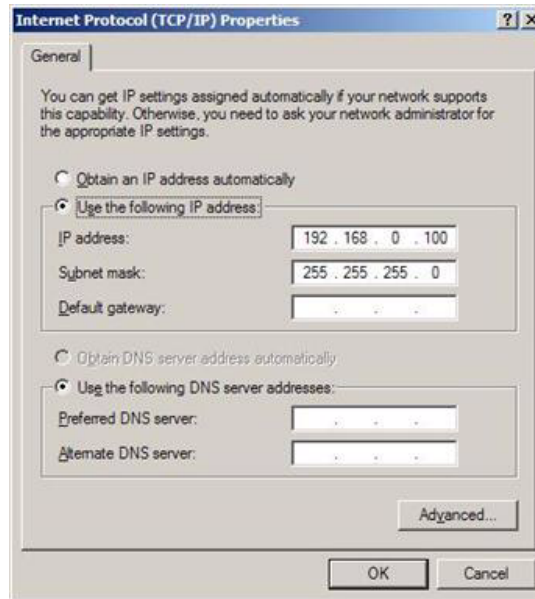 Internet Protocol (TCP/IP) Properties
General
You can get IP settings assigned automatically if your network supports
this capability. Otherwise, you need to ask your network administrator for
the appropriate IP settings.
Obtain an IP address automatically
Use the following IP address:
IP address: 192 . 168 . 0 . 100
Subnet mask: 255 . 255 . 255 . 0
Default gateway: . . .
Obtain DNS server address automatically
Use the following DNS server addresses:
Preferred DNS server: . . .
Alternate DNS server: . . .
Advanced...
OK Cancel